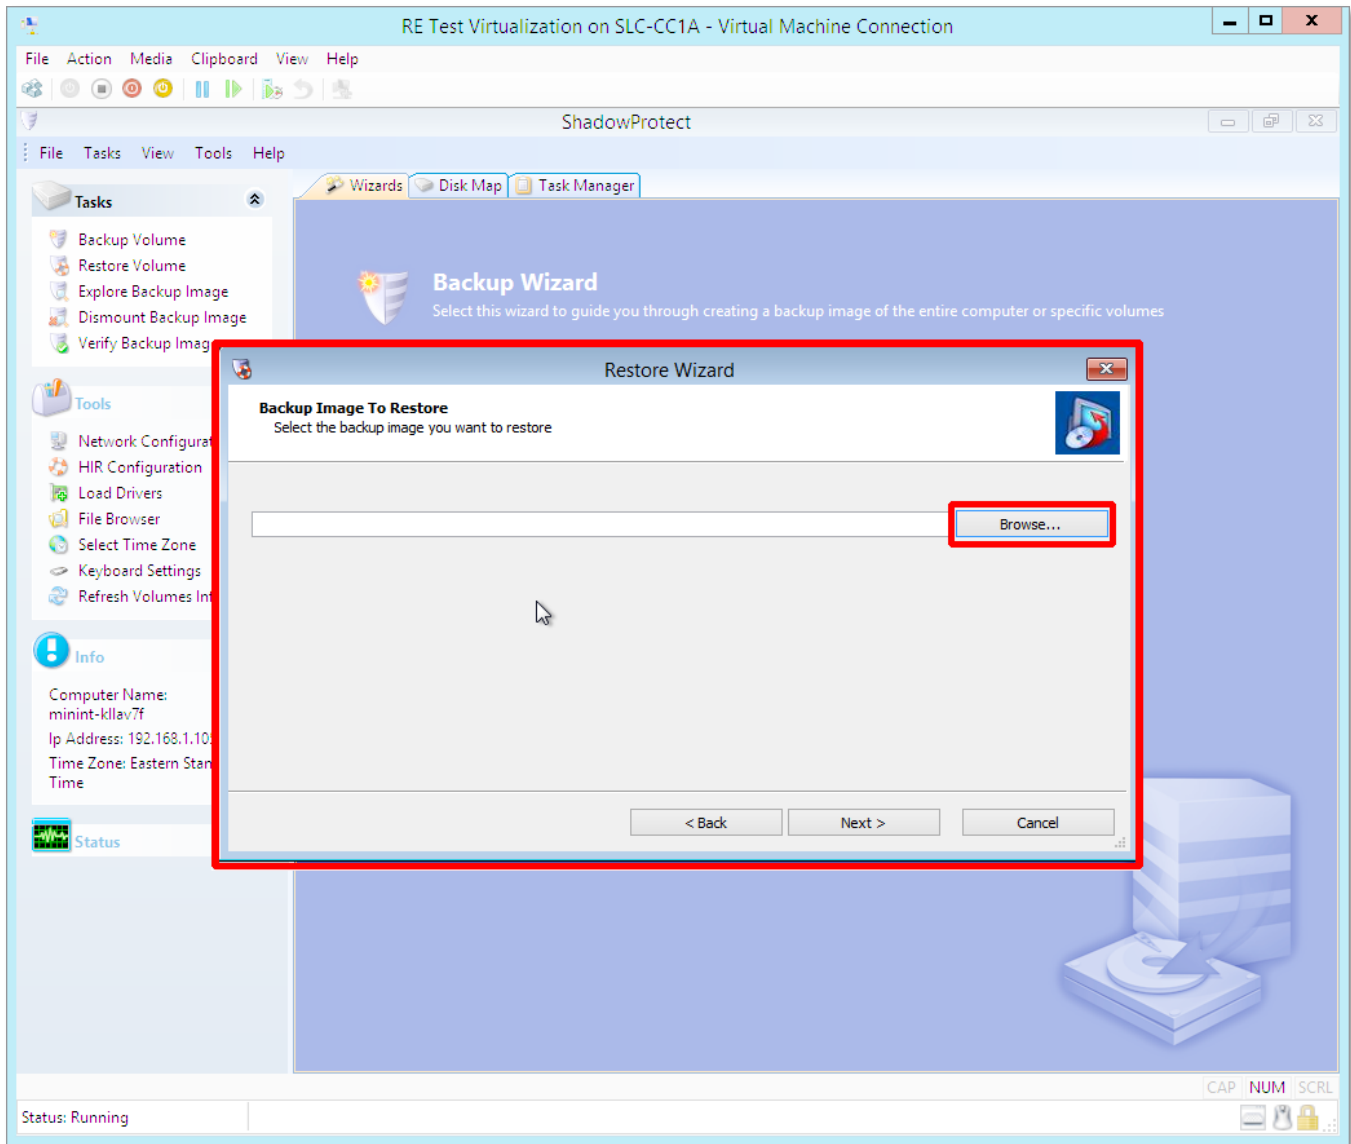 RE Test Virtualization on SLC-CC1A - Virtual Machine Connection
File Action Media Clipboard View Help
ShadowProtect
File Tasks View Tools Help
Wizards Disk Map Task Manager
Tasks
Backup Volume
Restore Volume
Explore Backup Image
Dismount Backup Image
Verify Backup Imag
Backup Wizard
Select this wizard to guide you through creating a backup image of the entire computer or specific volumes
Restore Wizard
Backup Image To Restore
Select the backup image you want to restore
Browse...
< Back Next > Cancel
Tools
Network Configurat
HIR Configuration
Load Drivers
File Browser
Select Time Zone
Keyboard Settings
Refresh Volumes Inf
Info
Computer Name:
minint-kllav7f
Ip Address: 192.168.1.10
Time Zone: Eastern Stan
Time
Status
CAP NUM SCRL
Status: Running